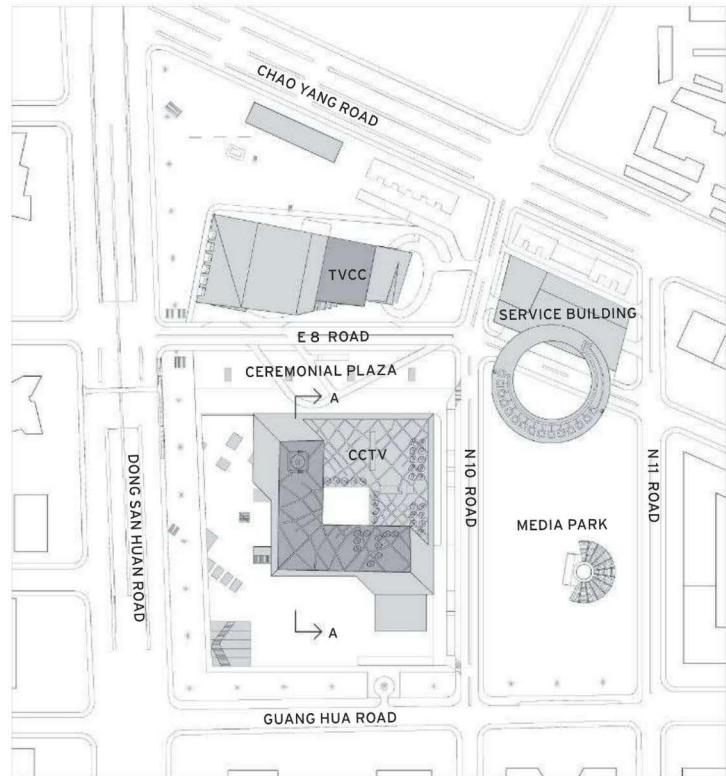 CHAO YANG ROAD
TVCC
SERVICE BUILDING
E 8 ROAD
CEREMONIAL PLAZA
A
CCTV
DONG SAN HUAN ROAD
N 10 ROAD
N 11 ROAD
MEDIA PARK
A
GUANG HUA ROAD